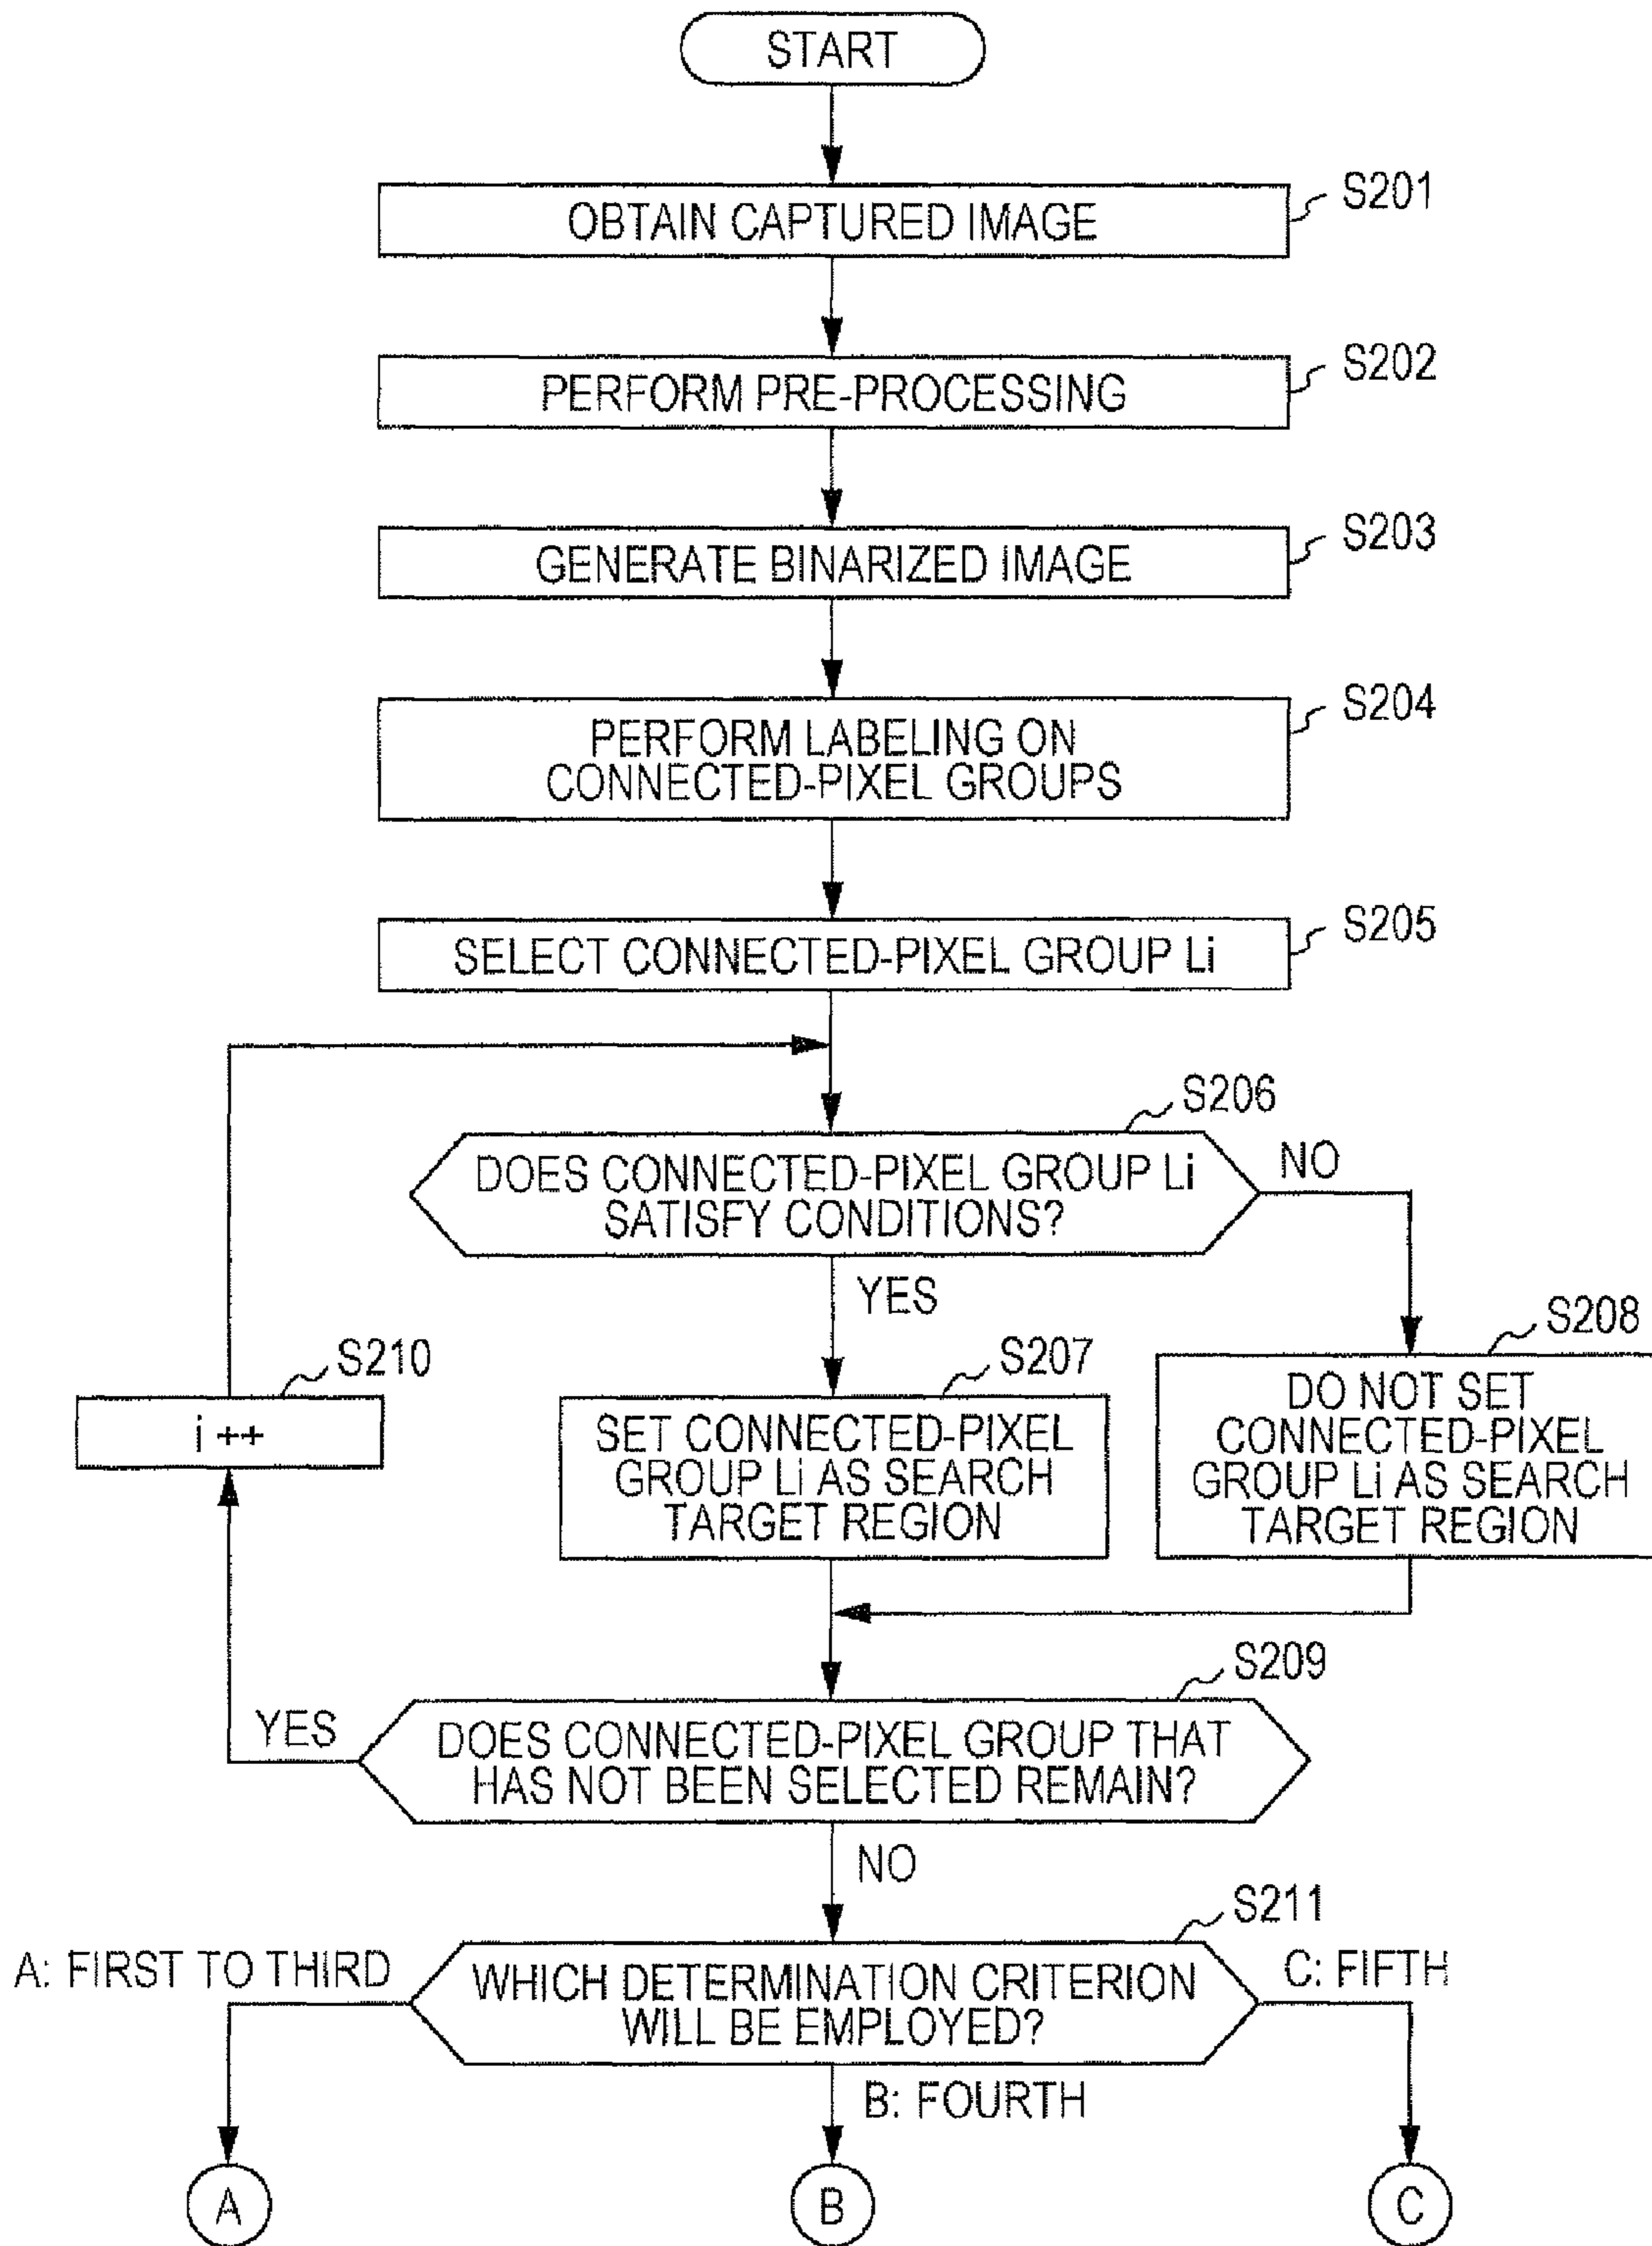 START
OBTAIN CAPTURED IMAGE
S201
PERFORM PRE-PROCESSING
S202
GENERATE BINARIZED IMAGE
S203
PERFORM LABELING ON
CONNECTED-PIXEL GROUPS
S204
SELECT CONNECTED-PIXEL GROUP Li
S205
S206
DOES CONNECTED-PIXEL GROUP Li
SATISFY CONDITIONS?
NO
YES
S210
i ++
S207
SET CONNECTED-PIXEL
GROUP Li AS SEARCH
TARGET REGION
S208
DO NOT SET
CONNECTED-PIXEL
GROUP Li AS SEARCH
TARGET REGION
S209
YES
DOES CONNECTED-PIXEL GROUP THAT
HAS NOT BEEN SELECTED REMAIN?
NO
S211
A: FIRST TO THIRD
WHICH DETERMINATION CRITERION
WILL BE EMPLOYED?
C: FIFTH
B: FOURTH
A
B
C